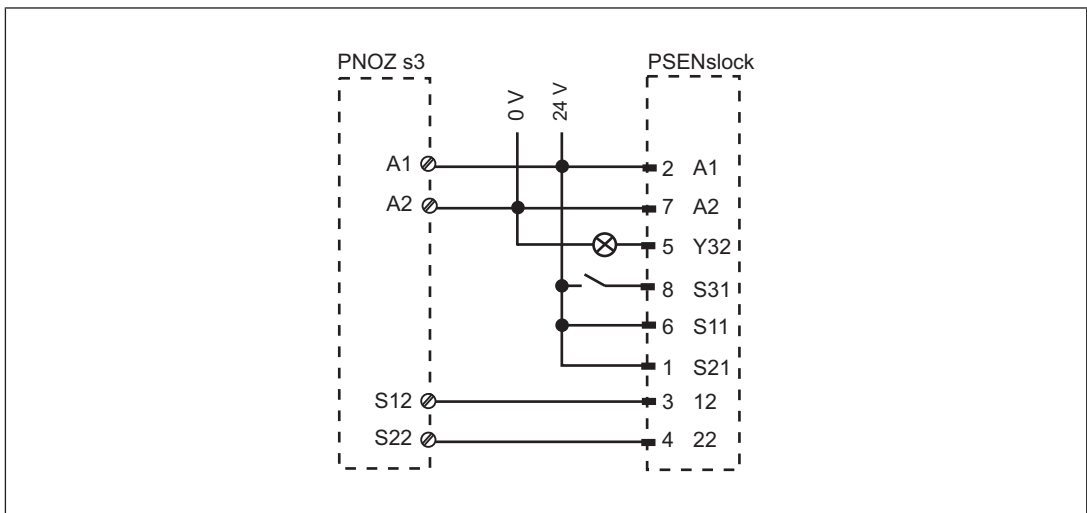 PNOZ s3
PSENslock
0 V
24 V
A1
2 A1
A2
7 A2
5 Y32
8 S31
6 S11
1 S21
S12
3 12
S22
4 22